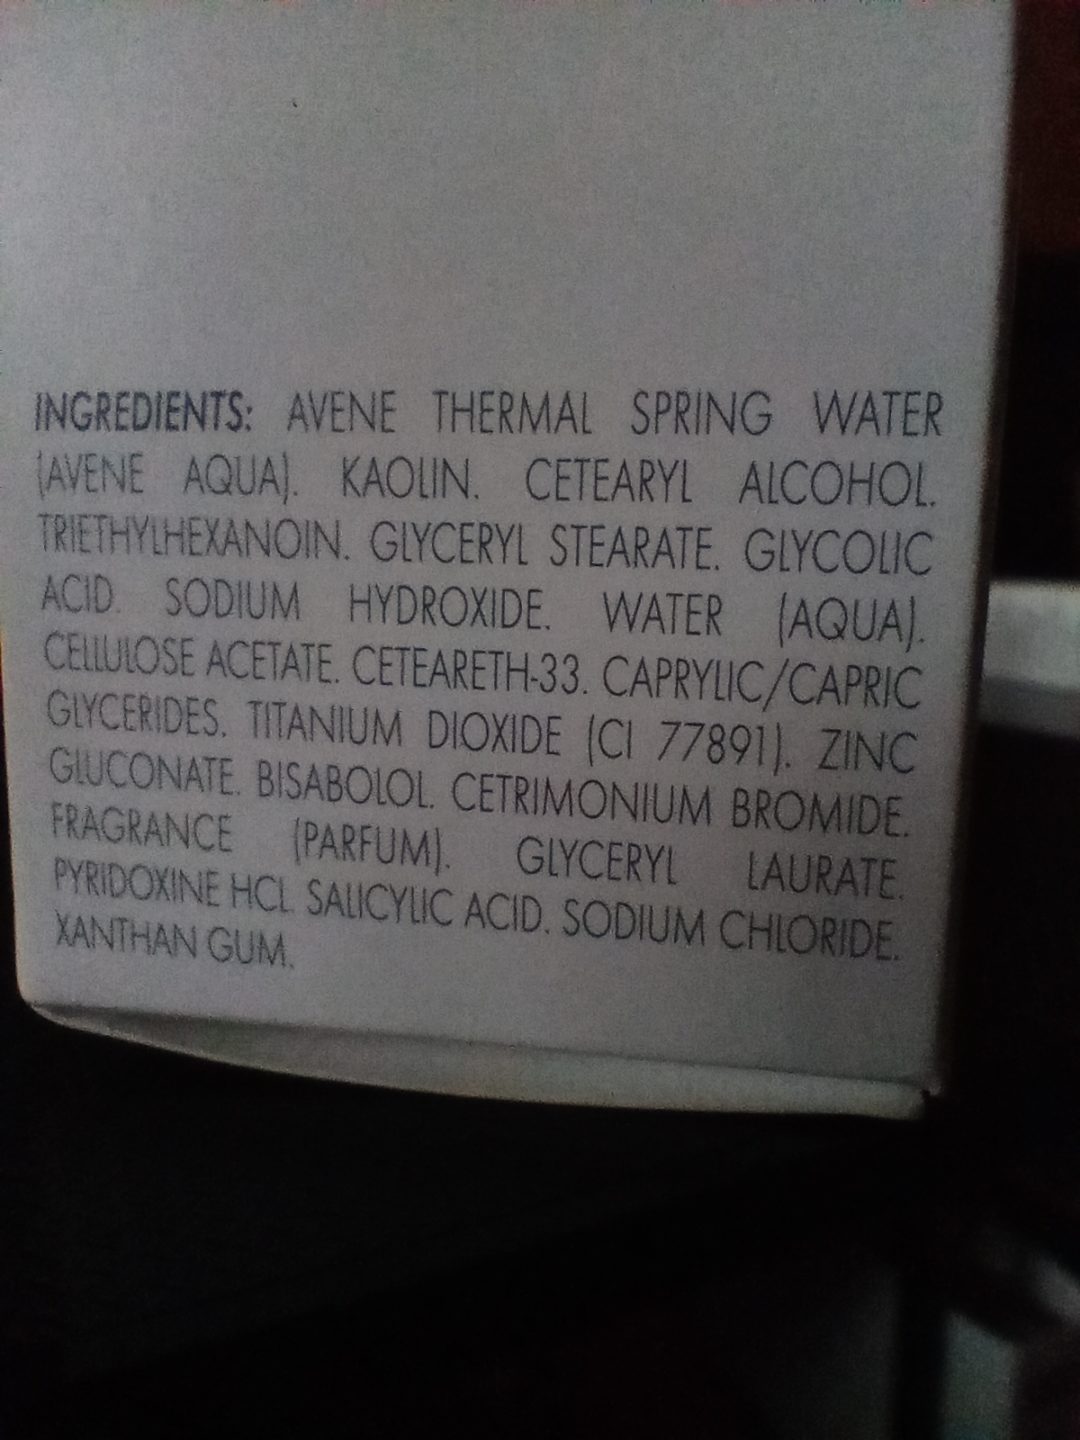 INGREDIENTS: AVENE THERMAL SPRING WATER
(AVENE AQUA). KAOLIN. CETEARYL ALCOHOL.
TRIETHYLHEXANOIN. GLYCERYL STEARATE. GLYCOLIC
ACID. SODIUM HYDROXIDE. WATER (AQUA).
CELLULOSE ACETATE. CETEARETH-33. CAPRYLIC/CAPRIC
GLYCERIDES. TITANIUM DIOXIDE (CI 77891). ZINC
GLUCONATE. BISABOLOL. CETRIMONIUM BROMIDE.
FRAGRANCE (PARFUM). GLYCERYL LAURATE.
PYRIDOXINE HCL. SALICYLIC ACID. SODIUM CHLORIDE.
XANTHAN GUM.